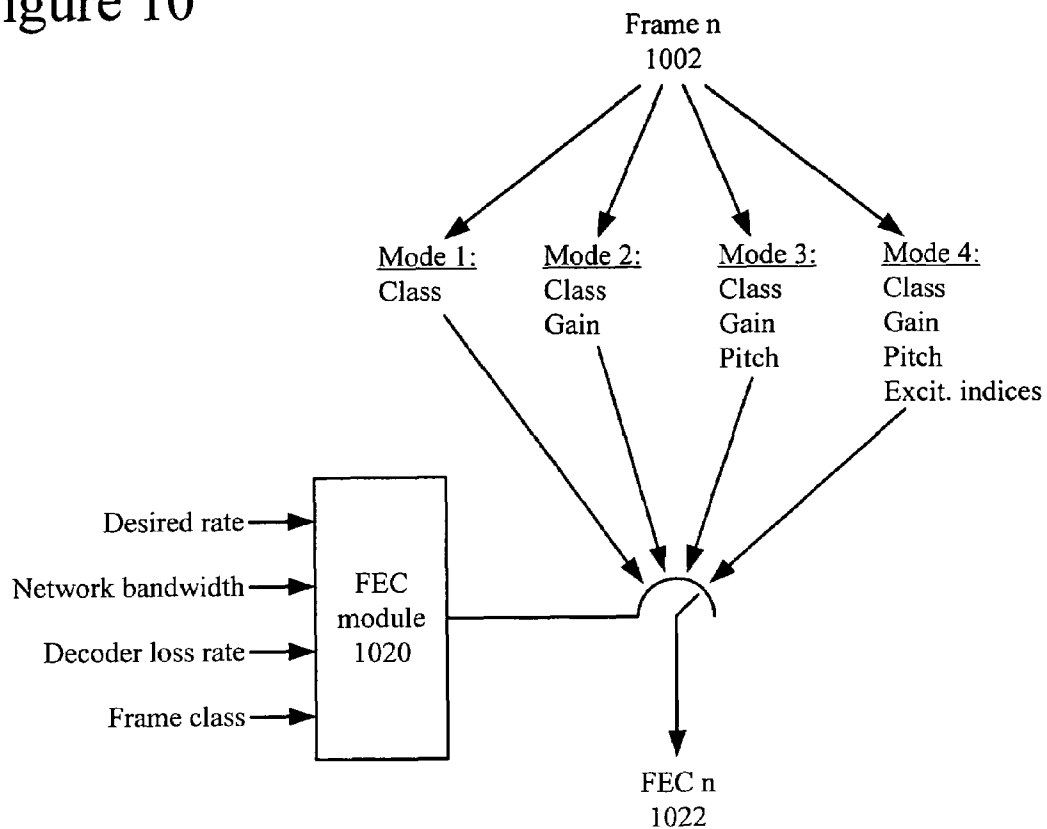 igure 10
Frame n
1002
Mode 1:
Class
Mode 2:
Class
Gain
Mode 3:
Class
Gain
Pitch
Mode 4:
Class
Gain
Pitch
Excit. indices
Desired rate
Network bandwidth
Decoder loss rate
Frame class
FEC
module
1020
FEC n
1022